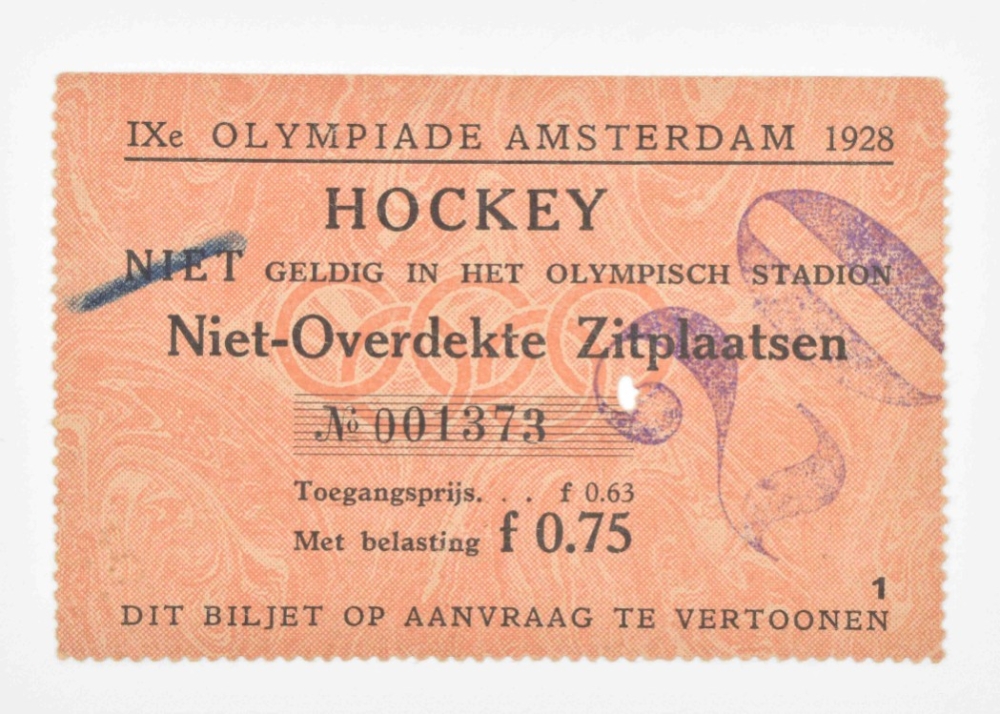 IXe OLYMPIADE AMSTERDAM 1928
HOCKEY
NIET GELDIG IN HET OLYMPISCH STADION
Niet-Overdekte Zitplaatsen
№ 001373
Toegangsprijs. . . f 0.63
Met belasting f 0.75
1
DIT BILJET OP AANVRAAG TE VERTOONEN